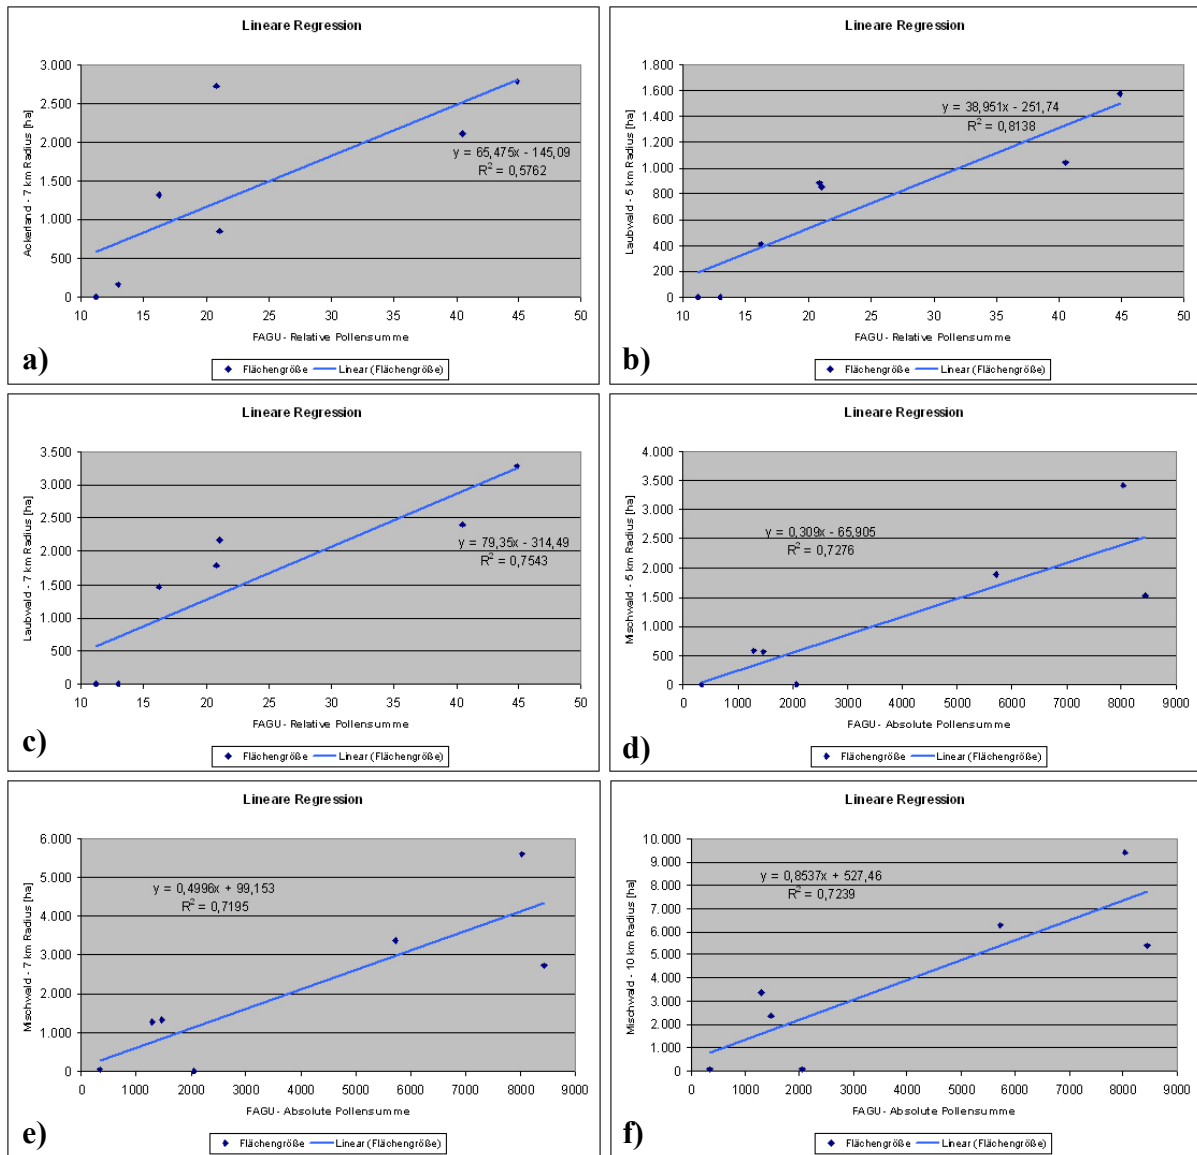 Lineare Regression
3.000
2.500
2.000
1.500
1.000
500
0
Ackerland - 7 km Radius [ha]
y = 65,475x - 145,09
R² = 0,5762
10 15 20 25 30 35 40 45 50
FAGU - Relative Pollensumme
Flächengröße Linear (Flächengröße)
a)
Lineare Regression
1.800
1.600
1.400
1.200
1.000
800
600
400
200
0
Laubwald - 5 km Radius [ha]
y = 38,951x - 251,74
R² = 0,8138
10 15 20 25 30 35 40 45 50
FAGU - Relative Pollensumme
Flächengröße Linear (Flächengröße)
b)
Lineare Regression
3.500
3.000
2.500
2.000
1.500
1.000
500
0
Laubwald - 7 km Radius [ha]
y = 79,35x - 314,49
R² = 0,7543
10 15 20 25 30 35 40 45 50
FAGU - Relative Pollensumme
Flächengröße Linear (Flächengröße)
c)
Lineare Regression
4.000
3.500
3.000
2.500
2.000
1.500
1.000
500
0
Mischwald - 5 km Radius [ha]
y = 0,309x - 65,905
R² = 0,7276
0 1000 2000 3000 4000 5000 6000 7000 8000 9000
FAGU - Absolute Pollensumme
Flächengröße Linear (Flächengröße)
d)
Lineare Regression
6.000
5.000
4.000
3.000
2.000
1.000
0
Mischwald - 7 km Radius [ha]
y = 0,4996x + 99,153
R² = 0,7195
0 1000 2000 3000 4000 5000 6000 7000 8000 9000
FAGU - Absolute Pollensumme
Flächengröße Linear (Flächengröße)
e)
Lineare Regression
10.000
9.000
8.000
7.000
6.000
5.000
4.000
3.000
2.000
1.000
0
Mischwald - 10 km Radius [ha]
y = 0,8537x + 527,46
R² = 0,7239
0 1000 2000 3000 4000 5000 6000 7000 8000 9000
FAGU - Absolute Pollensumme
Flächengröße Linear (Flächengröße)
f)